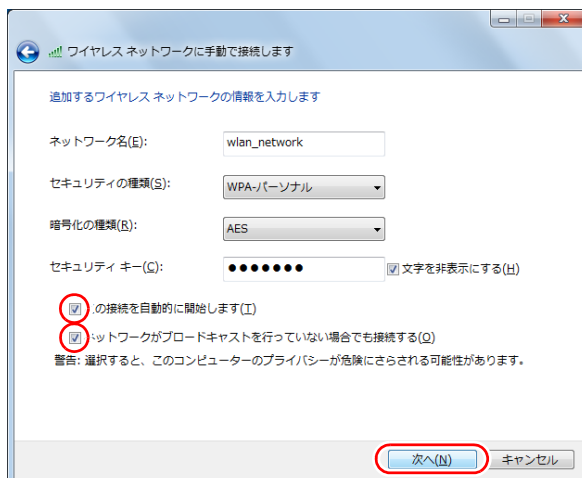 ワイヤレス ネットワークに手動で接続します
追加するワイヤレス ネットワークの情報を入力します
ネットワーク名(E): wlan_network
セキュリティの種類(S): WPA-パーソナル
暗号化の種類(R): AES
セキュリティ キー(C): ●●●●●●● 文字を非表示にする(H)
の接続を自動的に開始します(T)
ネットワークがブロードキャストを行っていない場合でも接続する(O)
警告: 選択すると、このコンピューターのプライバシーが危険にさらされる可能性があります。
次へ(N) キャンセル